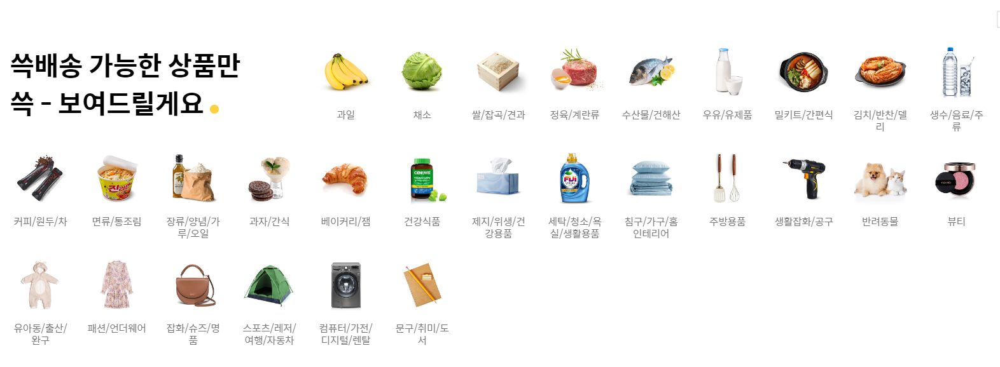 쓱배송 가능한 상품만
쓱 - 보여드릴게요
과일
채소
쌀/잡곡/견과
정육/계란류
수산물/건해산
우유/유제품
밀키트/간편식
김치/반찬/델
리
생수/음료/주
류
진라면
CENOVIS
FiJi
커피/원두/차
면류/통조림
장류/양념/가
루/오일
과자/간식
베이커리/잼
건강식품
제지/위생/건
강용품
세탁/청소/욕
실/생활용품
침구/가구/홈
인테리어
주방용품
생활잡화/공구
반려동물
뷰티
유아동/출산/
완구
패션/언더웨어
잡화/슈즈/명
품
스포츠/레저/
여행/자동차
컴퓨터/가전/
디지털/렌탈
문구/취미/도
서